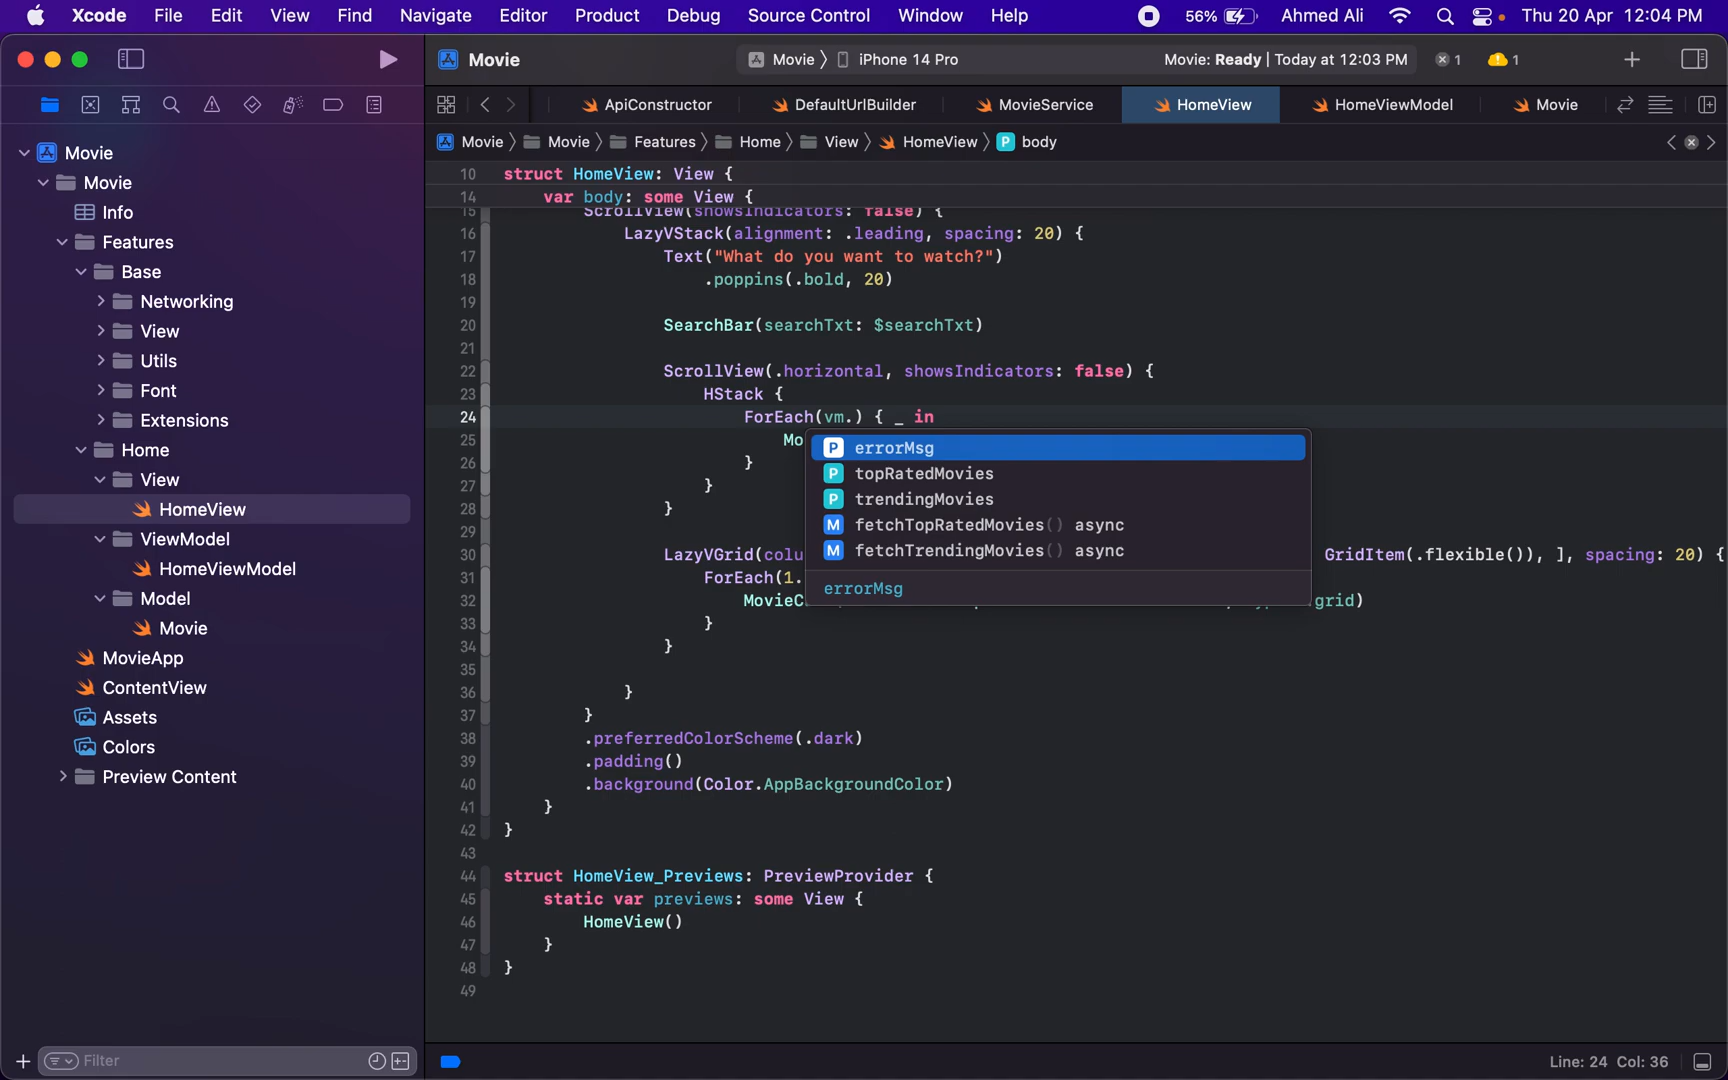 Xcode File Edit View Find Navigate Editor Product Debug Source Control Window Help 56% Ahmed Ali Thu 20 Apr 12:04 PM
Movie Movie 〉 iPhone 14 Pro Movie: Ready | Today at 12:03 PM 1 1
ApiConstructor DefaultUrlBuilder MovieService HomeView HomeViewModel Movie
Movie 〉 Movie 〉 Features 〉 Home 〉 View 〉 HomeView 〉 P body
Movie
Movie
Info
Features
Base
Networking
View
Utils
Font
Extensions
Home
View
HomeView
ViewModel
HomeViewModel
Model
Movie
MovieApp
ContentView
Assets
Colors
Preview Content
Filter
10 struct HomeView: View {
14 var body: some View {
15 ScrollView(showsIndicators: false) {
16 LazyVStack(alignment: .leading, spacing: 20) {
17 Text("What do you want to watch?")
18 .poppins(.bold, 20)
19
20 SearchBar(searchTxt: $searchTxt)
21
22 ScrollView(.horizontal, showsIndicators: false) {
23 HStack {
24 ForEach(vm.) { _ in
25 Mo
26 }
27 }
28 }
29
30 LazyVGrid(colu GridItem(.flexible()), ], spacing: 20) {
31 ForEach(1.
32 MovieC grid)
33 }
34 }
35
36 }
37 }
38 .preferredColorScheme(.dark)
39 .padding()
40 .background(Color.AppBackgroundColor)
41 }
42 }
43
44 struct HomeView_Previews: PreviewProvider {
45 static var previews: some View {
46 HomeView()
47 }
48 }
49
P errorMsg
P topRatedMovies
P trendingMovies
M fetchTopRatedMovies() async
M fetchTrendingMovies() async
errorMsg
Line: 24 Col: 36